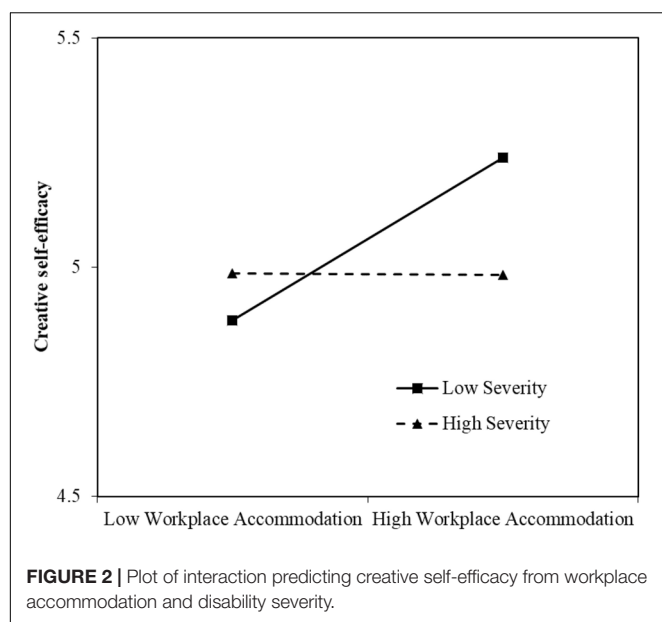 5.5
5
4.5
Creative self-efficacy
Low Severity
High Severity
Low Workplace Accommodation High Workplace Accommodation
FIGURE 2 | Plot of interaction predicting creative self-efficacy from workplace
accommodation and disability severity.